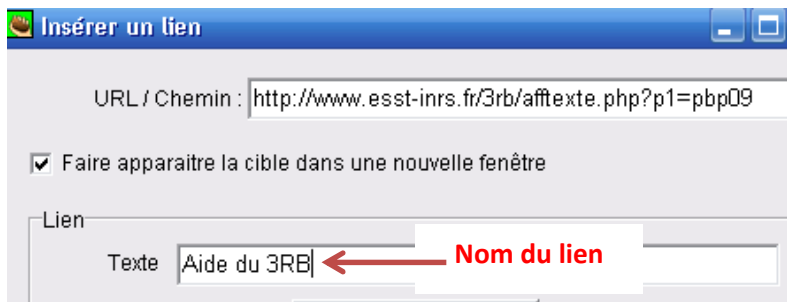 Insérer un lien
URL / Chemin : http://www.esst-inrs.fr/3rb/afftexte.php?p1=pbp09
Faire apparaitre la cible dans une nouvelle fenêtre
Lien
Texte Aide du 3RB Nom du lien